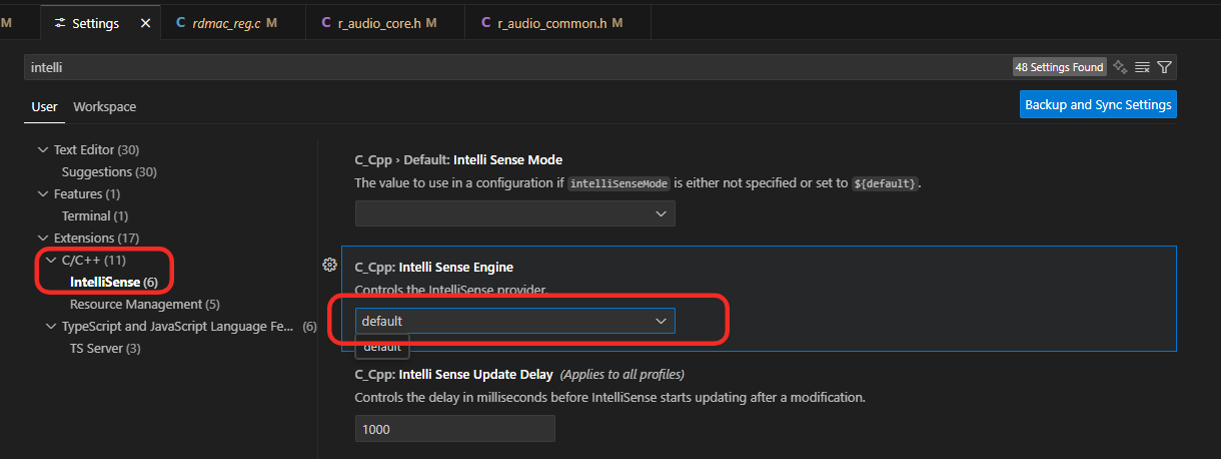 M
Settings
C rdmac_reg.c M
C r_audio_core.h M
C r_audio_common.h M
intelli
48 Settings Found
User Workspace
Backup and Sync Settings
Text Editor (30)
Suggestions (30)
Features (1)
Terminal (1)
Extensions (17)
C/C++ (11)
IntelliSense (6)
Resource Management (5)
TypeScript and JavaScript Language Fe... (6)
TS Server (3)
C_Cpp › Default: Intelli Sense Mode
The value to use in a configuration if intelliSenseMode is either not specified or set to ${default}.
C_Cpp: Intelli Sense Engine
Controls the IntelliSense provider.
default
default
C_Cpp: Intelli Sense Update Delay (Applies to all profiles)
Controls the delay in milliseconds before IntelliSense starts updating after a modification.
1000